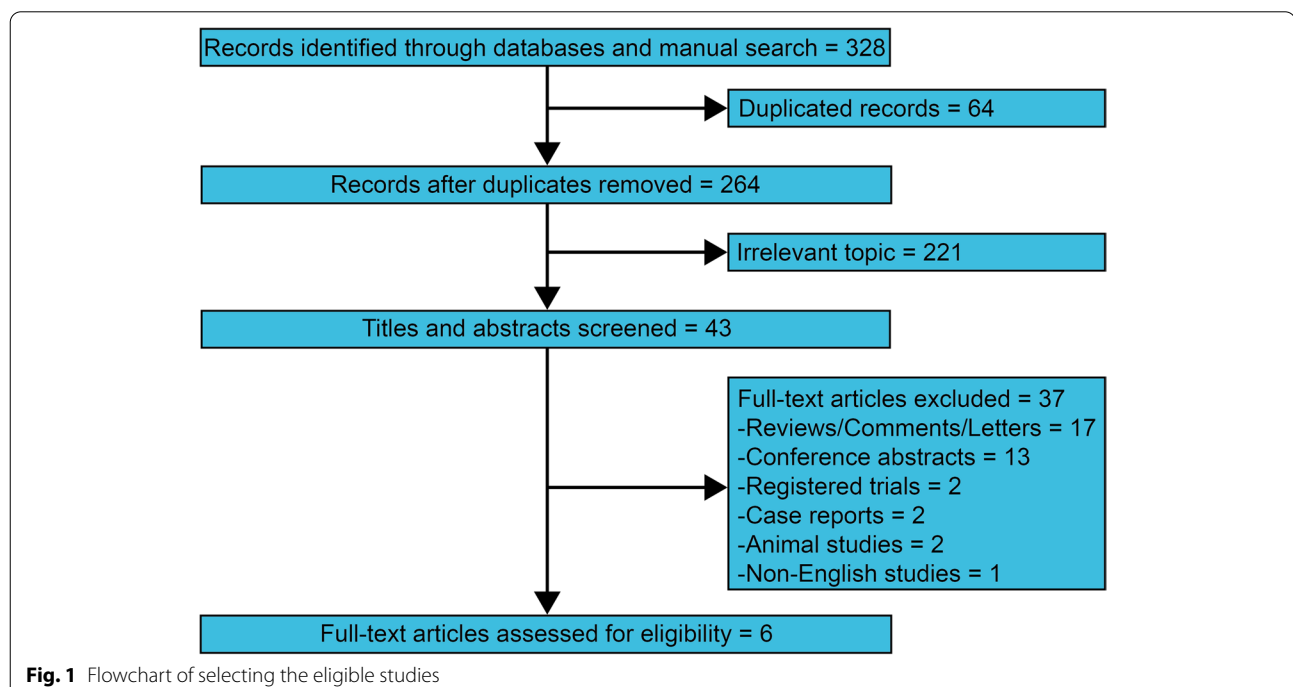 Records identified through databases and manual search = 328
Duplicated records = 64
Records after duplicates removed = 264
Irrelevant topic = 221
Titles and abstracts screened = 43
Full-text articles excluded = 37
-Reviews/Comments/Letters = 17
-Conference abstracts = 13
-Registered trials = 2
-Case reports = 2
-Animal studies = 2
-Non-English studies = 1
Full-text articles assessed for eligibility = 6
Fig. 1 Flowchart of selecting the eligible studies